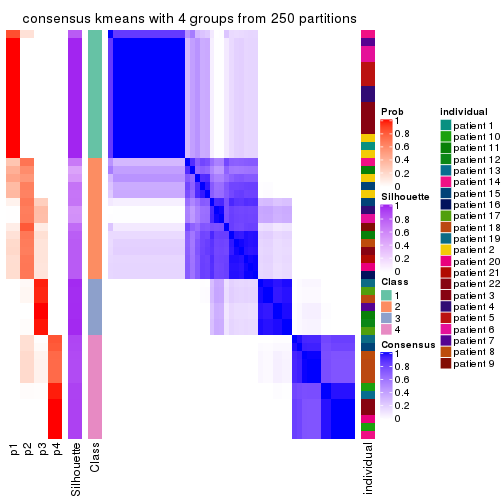 consensus kmeans with 4 groups from 250 partitions
p1
p2
p3
p4
Silhouette
Class
individual
Prob
1
0.8
0.6
0.4
0.2
0
Silhouette
1
0.8
0.6
0.4
0.2
0
Class
1
2
3
4
Consensus
1
0.8
0.6
0.4
0.2
0
individual
patient 1
patient 10
patient 11
patient 12
patient 13
patient 14
patient 15
patient 16
patient 17
patient 18
patient 19
patient 2
patient 20
patient 21
patient 22
patient 3
patient 4
patient 5
patient 6
patient 7
patient 8
patient 9